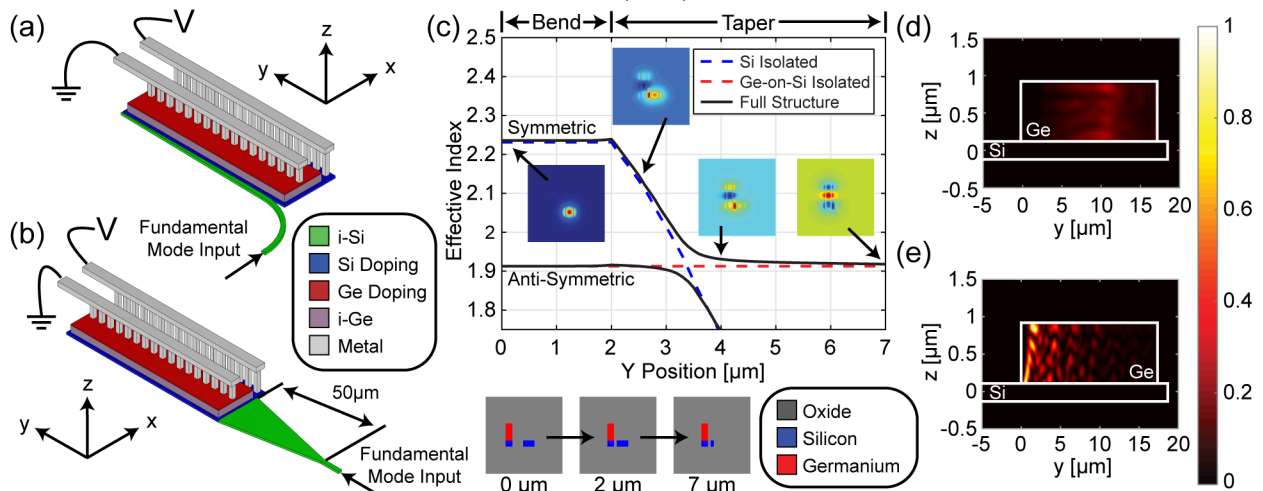 (a)
V
z
y
x
Fundamental
Mode Input
(b)
V
z
y
x
50µm
Fundamental
Mode Input
i-Si
Si Doping
Ge Doping
i-Ge
Metal
(c)
Bend
Taper
Effective Index
2.5
2.4
2.3
2.2
2.1
2
1.9
1.8
Si Isolated
Ge-on-Si Isolated
Full Structure
Symmetric
Anti-Symmetric
0 1 2 3 4 5 6 7
Y Position [µm]
0 µm
2 µm
7 µm
Oxide
Silicon
Germanium
(d)
z [µm]
1.5
1
0.5
0
-0.5
Ge
Si
-5 0 5 10 15 20
y [µm]
(e)
z [µm]
1.5
1
0.5
0
-0.5
Ge
Si
-5 0 5 10 15 20
y [µm]
1
0.8
0.6
0.4
0.2
0